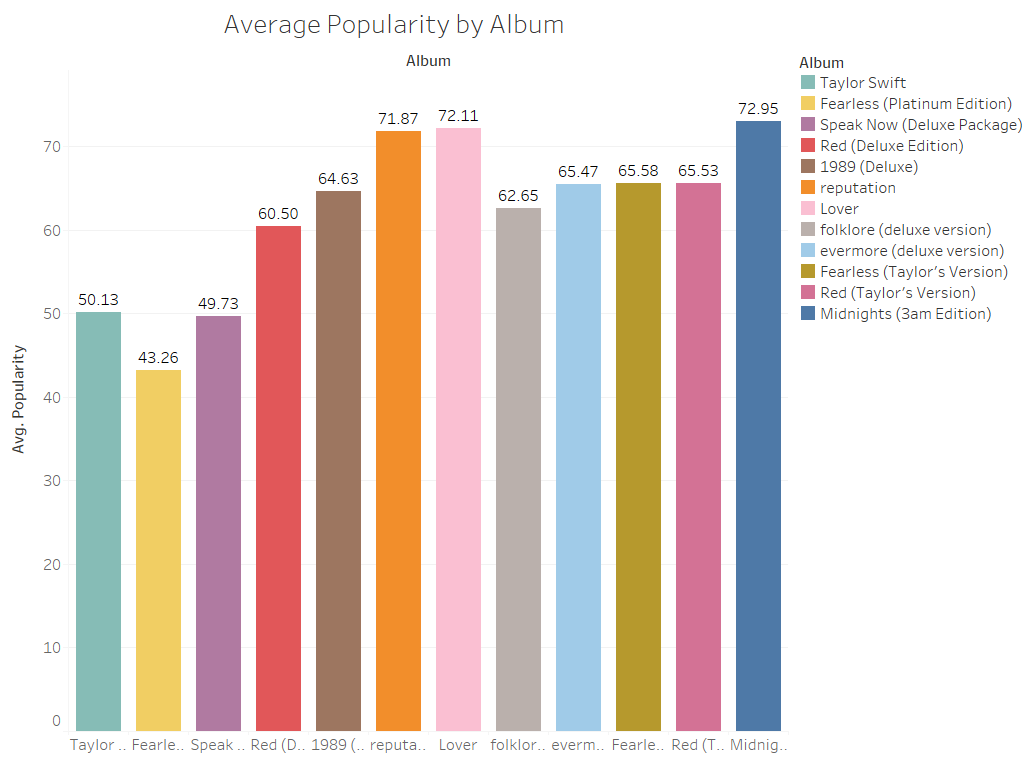 Average Popularity by Album
Album
Avg. Popularity
70
60
50
40
30
20
10
0
50.13
43.26
49.73
60.50
64.63
71.87
72.11
62.65
65.47
65.58
65.53
72.95
Taylor .. Fearle.. Speak .. Red (D.. 1989 (.. reputa.. Lover folklor.. everm.. Fearle.. Red (T.. Midnig..
Album
Taylor Swift
Fearless (Platinum Edition)
Speak Now (Deluxe Package)
Red (Deluxe Edition)
1989 (Deluxe)
reputation
Lover
folklore (deluxe version)
evermore (deluxe version)
Fearless (Taylor’s Version)
Red (Taylor’s Version)
Midnights (3am Edition)